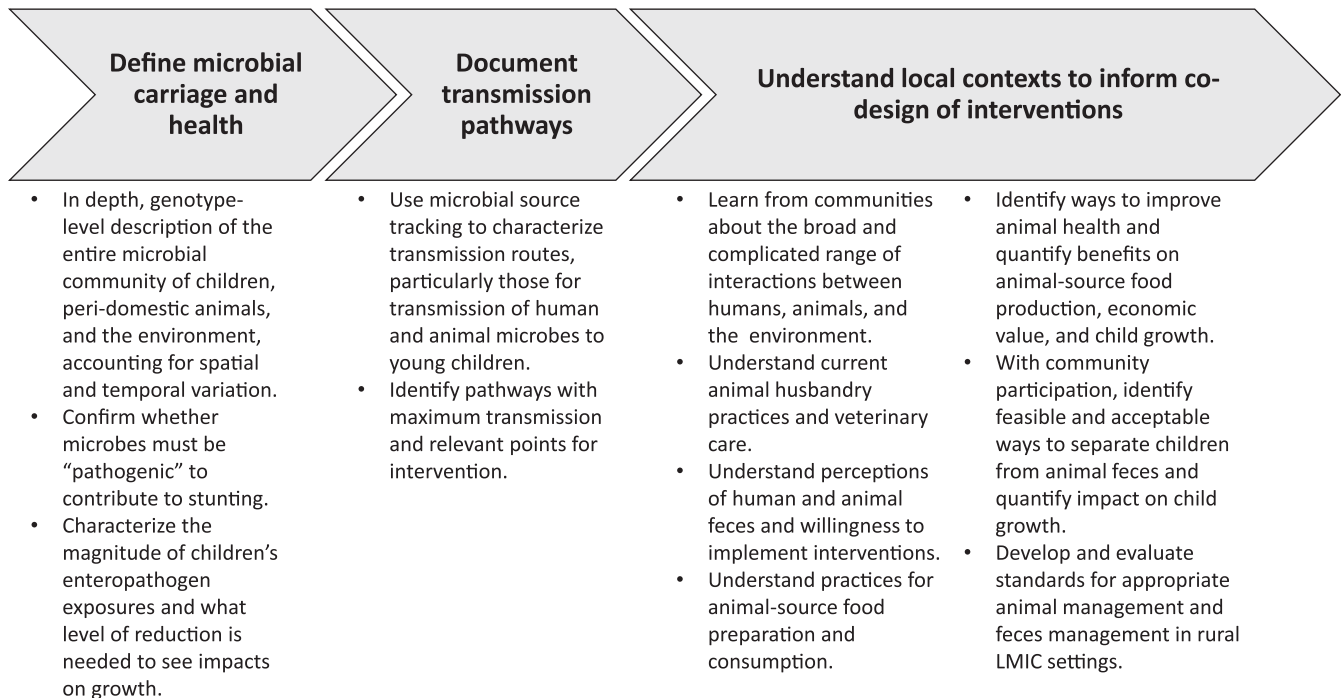 Define microbial
carriage and
health
Document
transmission
pathways
Understand local contexts to inform co-
design of interventions
• In depth, genotype-
level description of the
entire microbial
community of children,
peri-domestic animals,
and the environment,
accounting for spatial
and temporal variation.
• Confirm whether
microbes must be
“pathogenic” to
contribute to stunting.
• Characterize the
magnitude of children’s
enteropathogen
exposures and what
level of reduction is
needed to see impacts
on growth.
• Use microbial source
tracking to characterize
transmission routes,
particularly those for
transmission of human
and animal microbes to
young children.
• Identify pathways with
maximum transmission
and relevant points for
intervention.
• Learn from communities
about the broad and
complicated range of
interactions between
humans, animals, and
the  environment.
• Understand current
animal husbandry
practices and veterinary
care.
• Understand perceptions
of human and animal
feces and willingness to
implement interventions.
• Understand practices for
animal-source food
preparation and
consumption.
• Identify ways to improve
animal health and
quantify benefits on
animal-source food
production, economic
value, and child growth.
• With community
participation, identify
feasible and acceptable
ways to separate children
from animal feces and
quantify impact on child
growth.
• Develop and evaluate
standards for appropriate
animal management and
feces management in rural
LMIC settings.